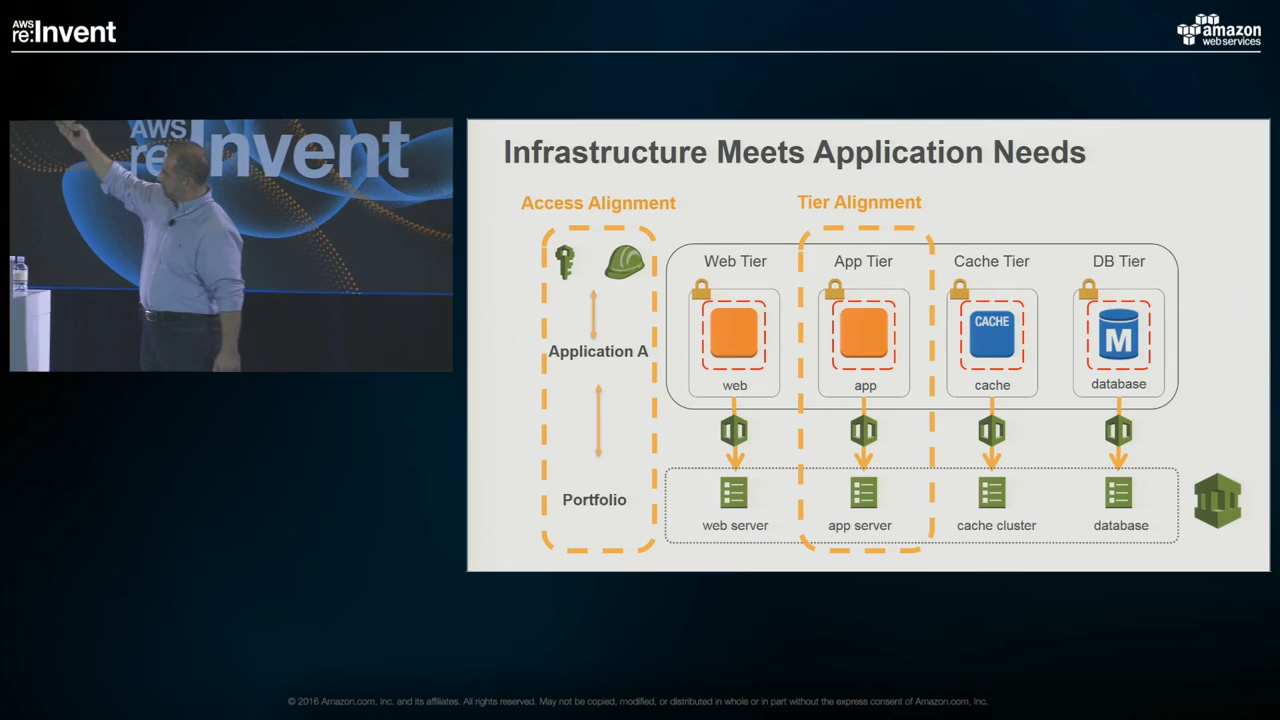 AWS
re:Invent
amazon
web services
AWS
re:Invent
Infrastructure Meets Application Needs
Access Alignment
Tier Alignment
Web Tier
App Tier
Cache Tier
DB Tier
CACHE
M
Application A
web
app
cache
database
Portfolio
web server
app server
cache cluster
database
© 2016 Amazon.com, Inc. and its affiliates. All rights reserved. May not be copied, modified, or distributed in whole or in part without the express consent of Amazon.com, Inc.